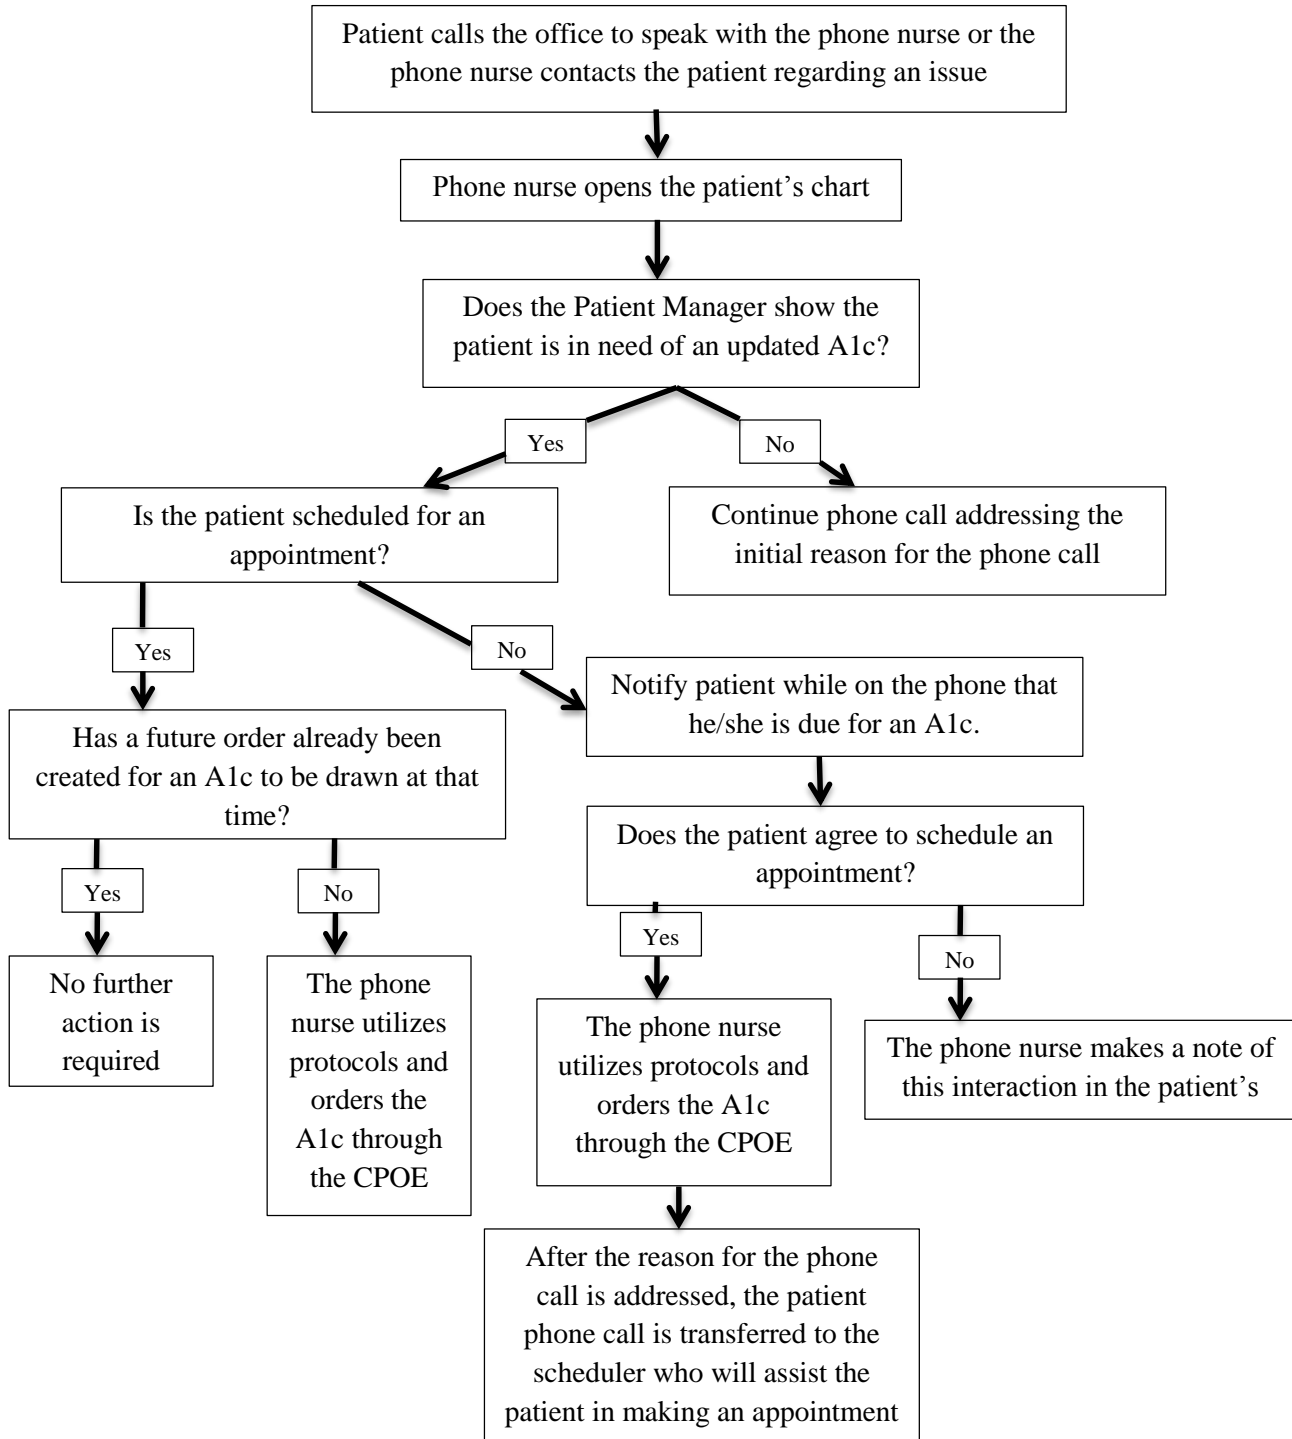 Patient calls the office to speak with the phone nurse or the
phone nurse contacts the patient regarding an issue
Phone nurse opens the patient’s chart
Does the Patient Manager show the
patient is in need of an updated A1c?
Yes
No
Is the patient scheduled for an
appointment?
Continue phone call addressing the
initial reason for the phone call
Yes
No
Has a future order already been
created for an A1c to be drawn at that
time?
Notify patient while on the phone that
he/she is due for an A1c.
Does the patient agree to schedule an
appointment?
Yes
No
Yes
No
No further
action is
required
The phone
nurse utilizes
protocols and
orders the
A1c through
the CPOE
The phone nurse
utilizes protocols and
orders the A1c
through the CPOE
The phone nurse makes a note of
this interaction in the patient’s
After the reason for the phone
call is addressed, the patient
phone call is transferred to the
scheduler who will assist the
patient in making an appointment